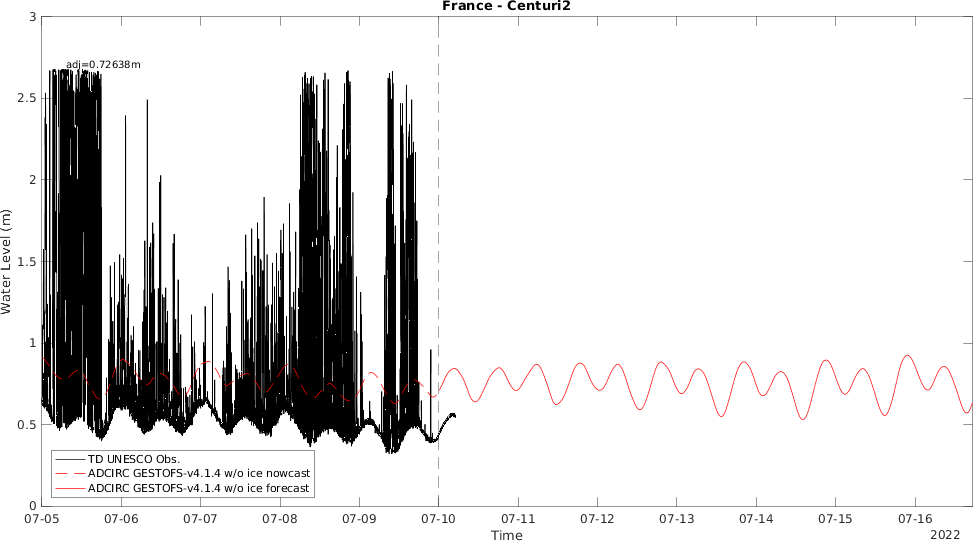 France - Centuri2
adj=0.72638m
Water Level (m)
3
2.5
2
1.5
1
0.5
0
TD UNESCO Obs.
ADCIRC GESTOFS-v4.1.4 w/o ice nowcast
ADCIRC GESTOFS-v4.1.4 w/o ice forecast
07-05 07-06 07-07 07-08 07-09 07-10 07-11 07-12 07-13 07-14 07-15 07-16
Time
2022